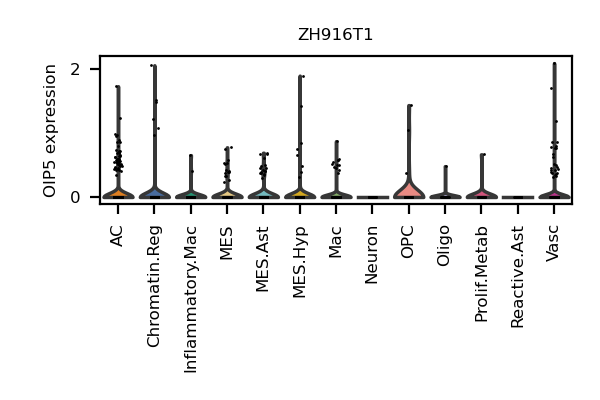 ZH916T1
OIP5 expression
2
0
AC
Chromatin.Reg
Inflammatory.Mac
MES
MES.Ast
MES.Hyp
Mac
Neuron
OPC
Oligo
Prolif.Metab
Reactive.Ast
Vasc